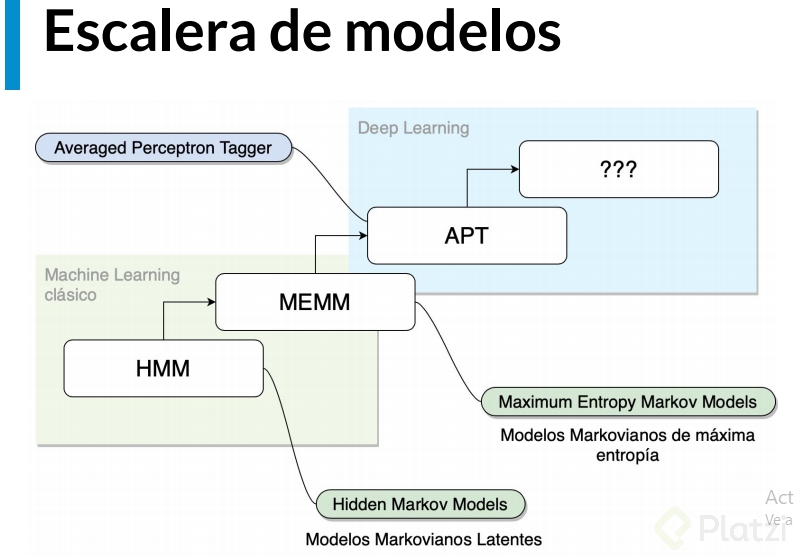 Escalera de modelos
Deep Learning
Averaged Perceptron Tagger
???
APT
Machine Learning
clásico
MEMM
HMM
Maximum Entropy Markov Models
Modelos Markovianos de máxima
entropía
Hidden Markov Models
Modelos Markovianos Latentes
Act
Platzi